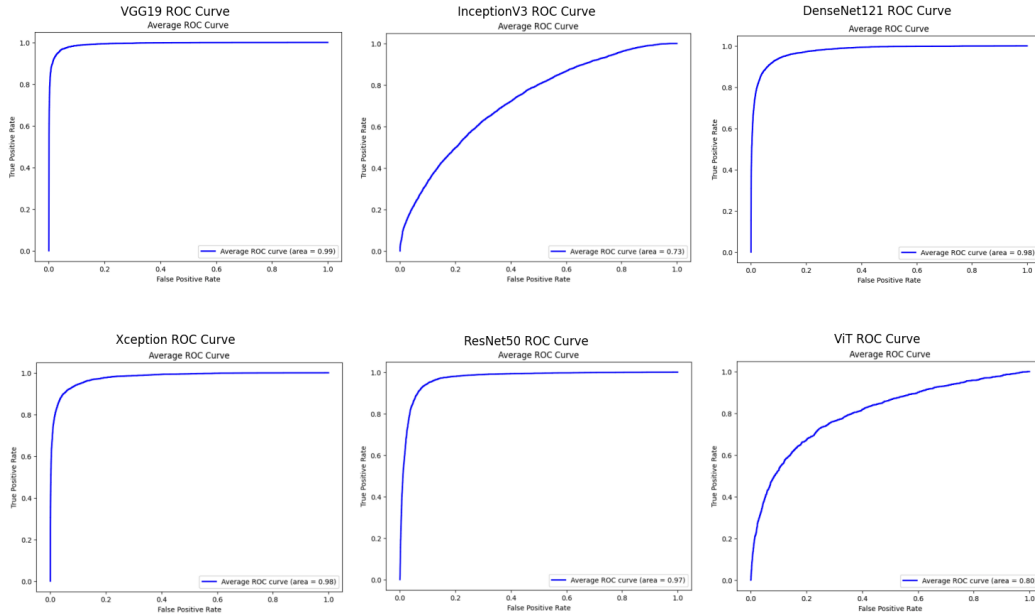 VGG19 ROC Curve
Average ROC Curve
True Positive Rate
1.0
0.8
0.6
0.4
0.2
0.0
0.0 0.2 0.4 0.6 0.8 1.0
False Positive Rate
Average ROC curve (area = 0.99)
InceptionV3 ROC Curve
Average ROC Curve
True Positive Rate
1.0
0.8
0.6
0.4
0.2
0.0
0.0 0.2 0.4 0.6 0.8 1.0
False Positive Rate
Average ROC curve (area = 0.73)
DenseNet121 ROC Curve
Average ROC Curve
True Positive Rate
1.0
0.8
0.6
0.4
0.2
0.0
0.0 0.2 0.4 0.6 0.8 1.0
False Positive Rate
Average ROC curve (area = 0.98)
Xception ROC Curve
Average ROC Curve
True Positive Rate
1.0
0.8
0.6
0.4
0.2
0.0
0.0 0.2 0.4 0.6 0.8 1.0
False Positive Rate
Average ROC curve (area = 0.98)
ResNet50 ROC Curve
Average ROC Curve
True Positive Rate
1.0
0.8
0.6
0.4
0.2
0.0
0.0 0.2 0.4 0.6 0.8 1.0
False Positive Rate
Average ROC curve (area = 0.97)
ViT ROC Curve
Average ROC Curve
True Positive Rate
1.0
0.8
0.6
0.4
0.2
0.0
0.0 0.2 0.4 0.6 0.8 1.0
False Positive Rate
Average ROC curve (area = 0.80